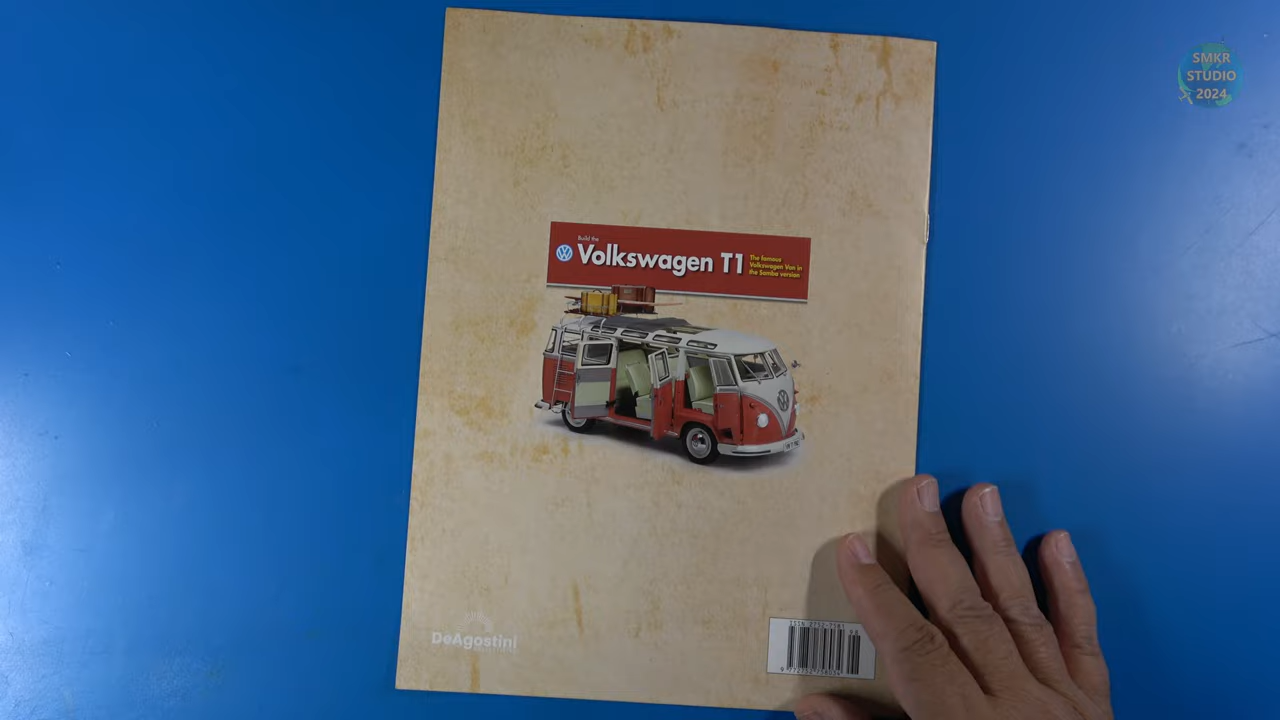 SMKR
STUDIO
2024
Build the
Volkswagen T1
The famous
Volkswagen Van in
the Samba version
DeAgostini